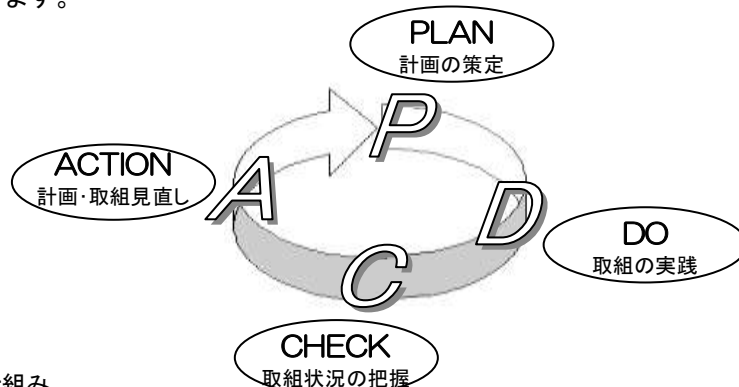 ます。
PLAN
計画の策定
P
ACTION
計画・取組見直し
A
D
DO
取組の実践
C
CHECK
取組状況の把握
組み